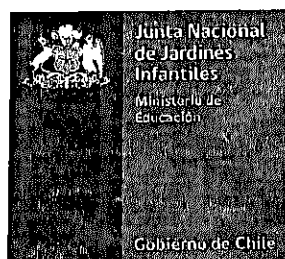 Junta Nacional
de Jardines
Infantiles
Ministerio de
Educación
Gobierno de Chile